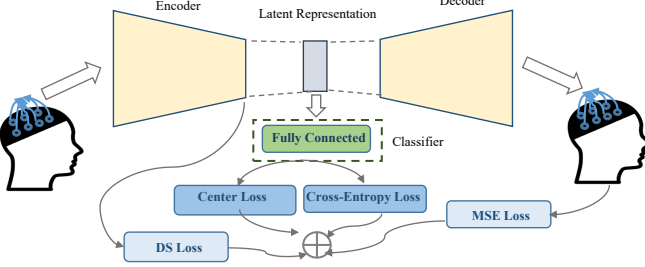 Encoder
Latent Representation
Decoder
Fully Connected
Classifier
Center Loss
Cross-Entropy Loss
MSE Loss
DS Loss